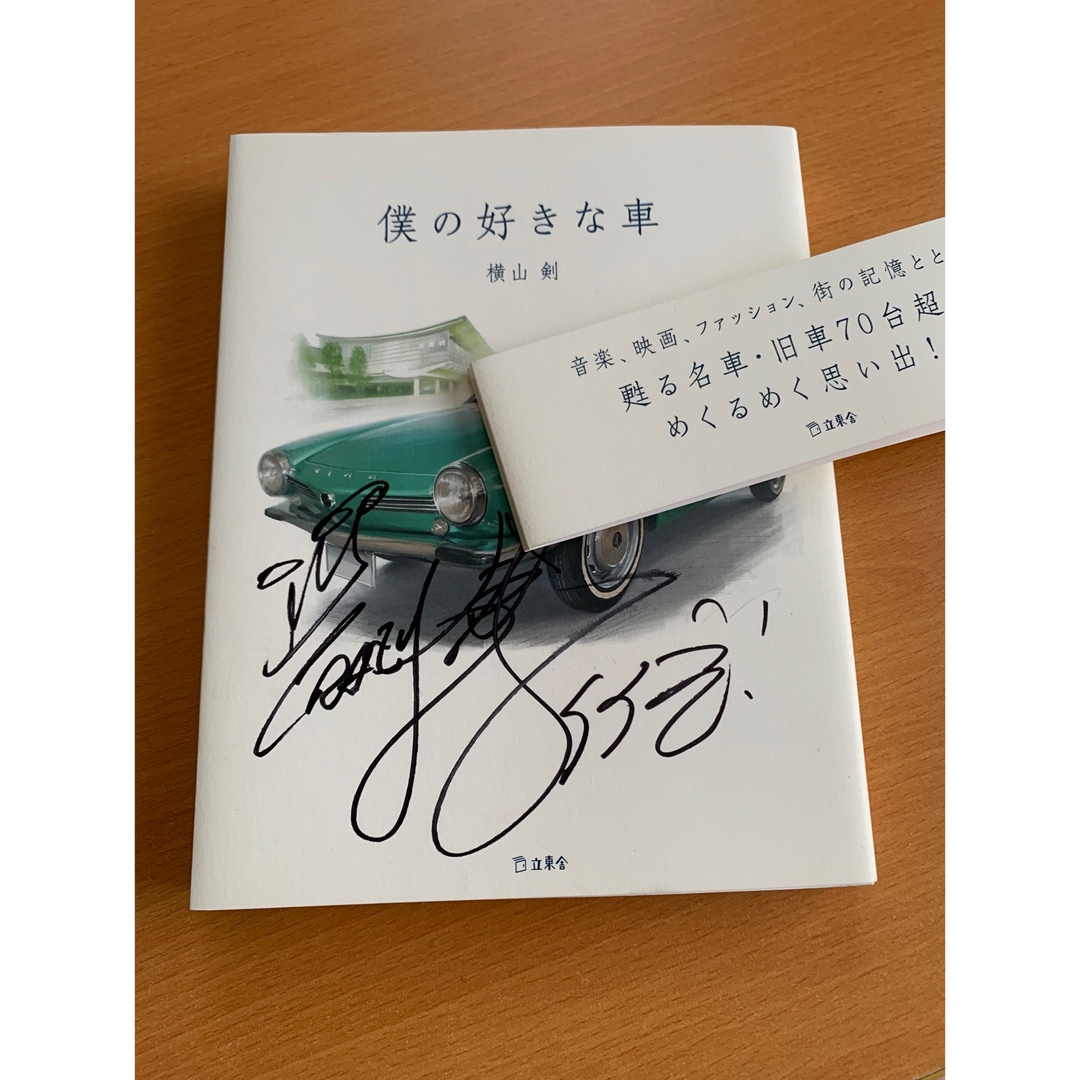 僕の好きな車
横山 剣
音楽、映画、ファッション、街の記憶とと
甦る名車・旧車70台超
めくるめく思い出！
立東舎
立東舎